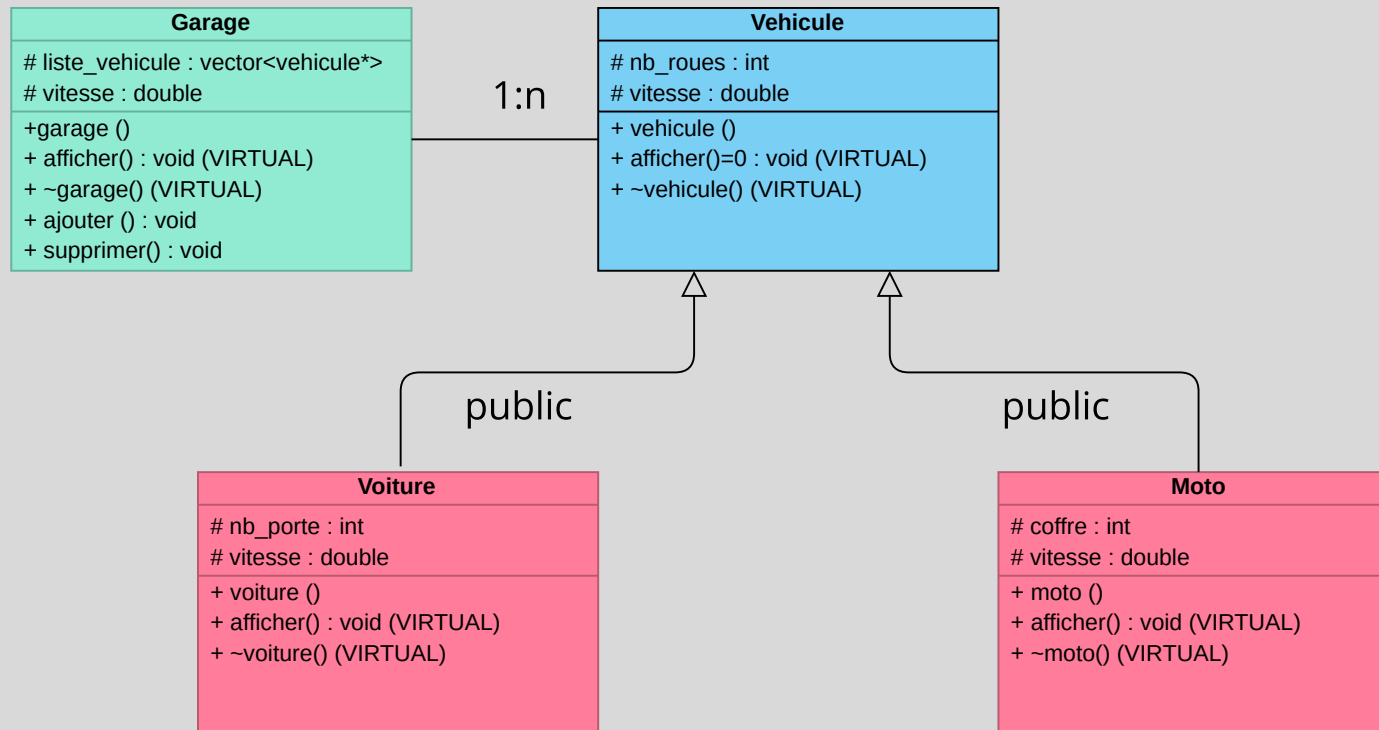 Garage
# liste_vehicule : vector<vehicule*>
# vitesse : double
+garage ()
+ afficher() : void (VIRTUAL)
+ ~garage() (VIRTUAL)
+ ajouter () : void
+ supprimer() : void
1:n
Vehicule
# nb_roues : int
# vitesse : double
+ vehicule ()
+ afficher()=0 : void (VIRTUAL)
+ ~vehicule() (VIRTUAL)
public
public
Voiture
# nb_porte : int
# vitesse : double
+ voiture ()
+ afficher() : void (VIRTUAL)
+ ~voiture() (VIRTUAL)
Moto
# coffre : int
# vitesse : double
+ moto ()
+ afficher() : void (VIRTUAL)
+ ~moto() (VIRTUAL)